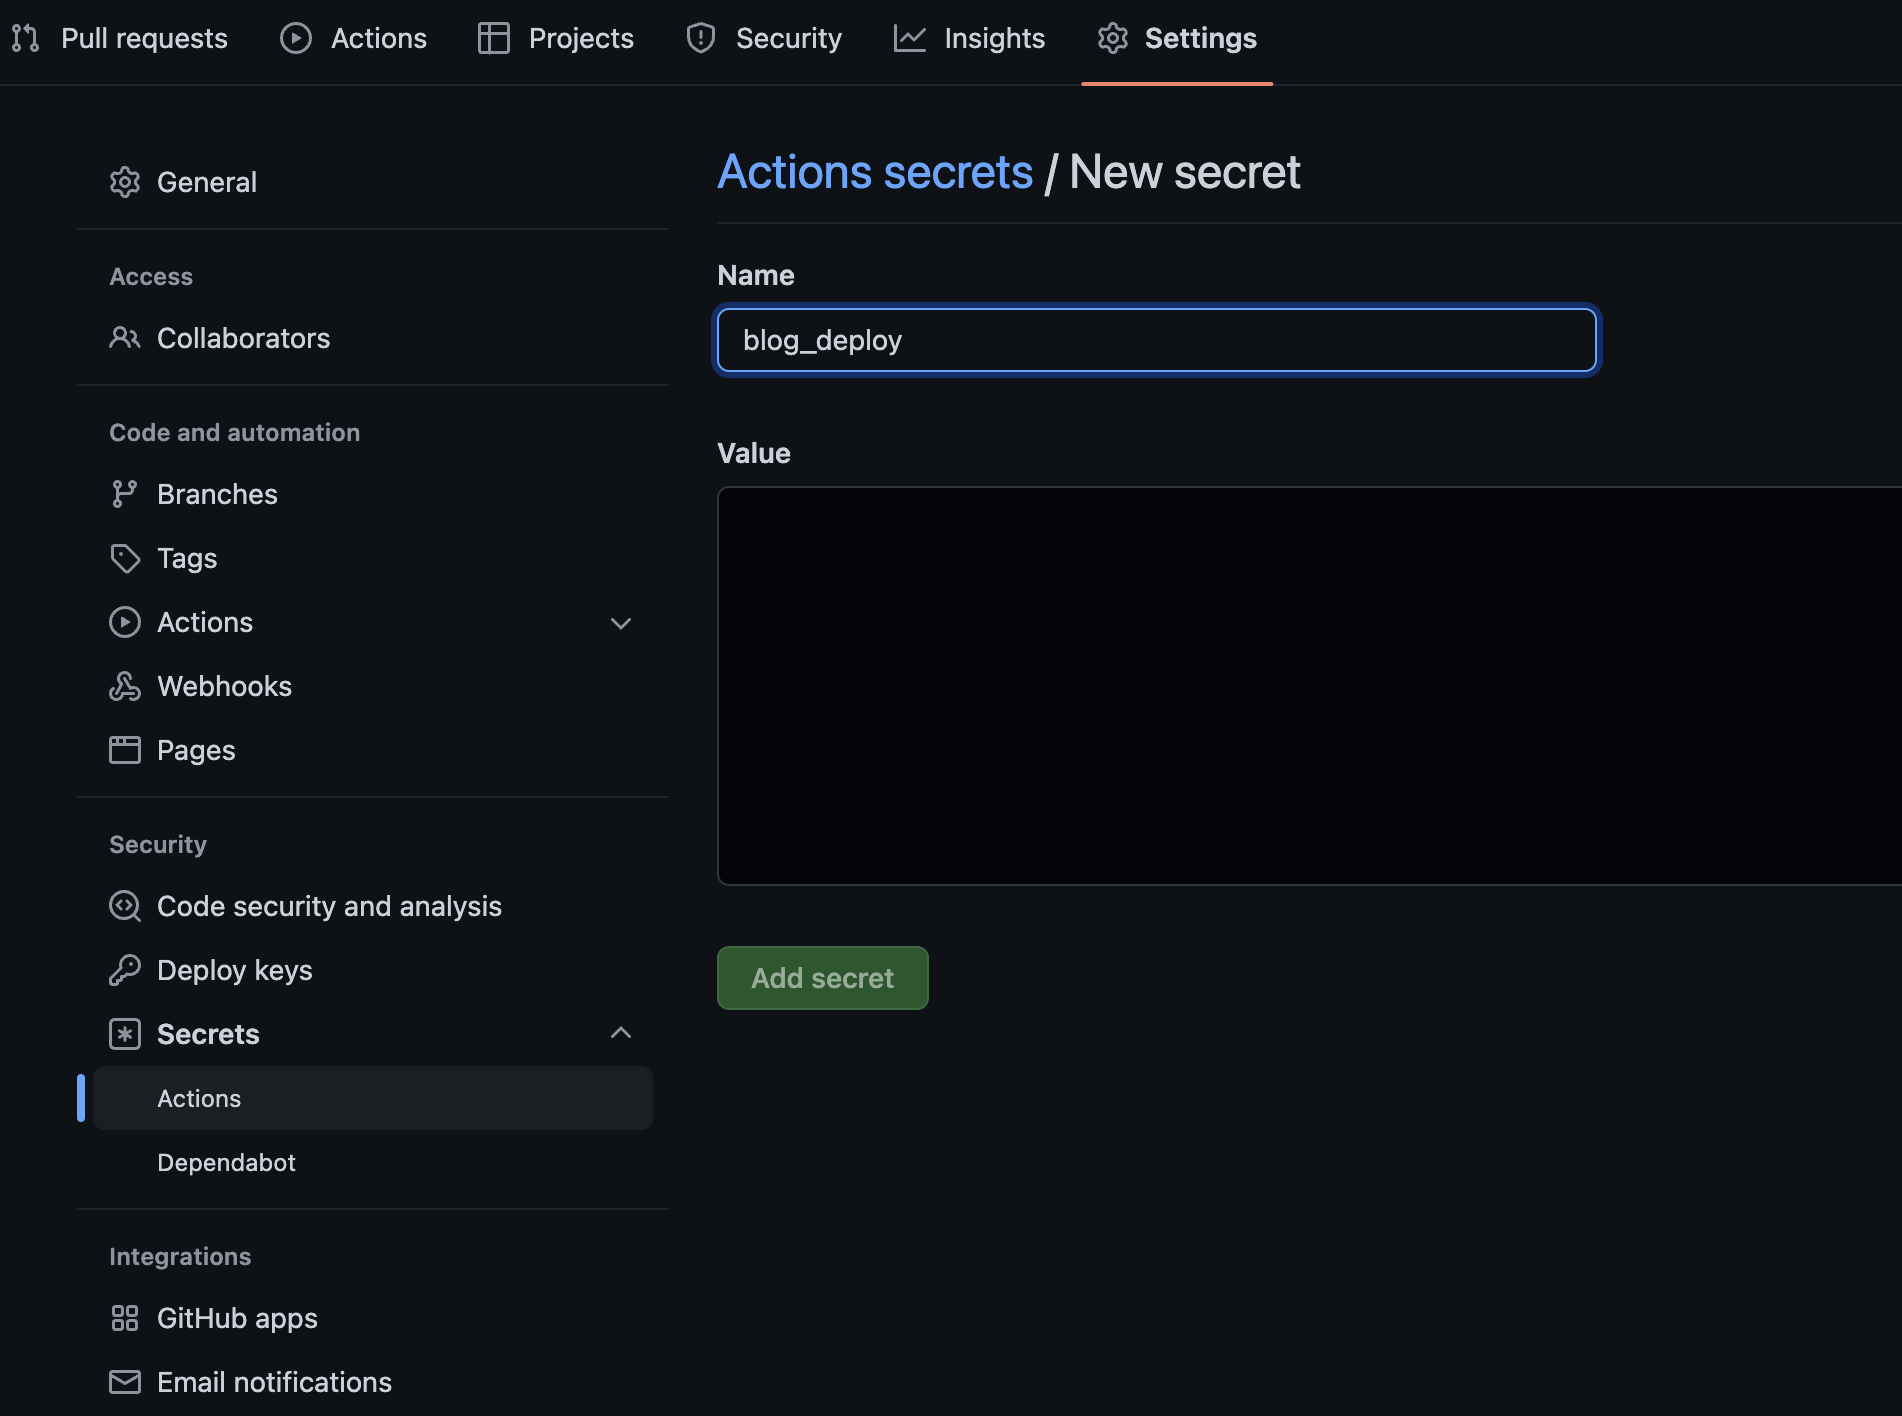 Pull requests Actions Projects Security Insights Settings
General
Access
Collaborators
Code and automation
Branches
Tags
Actions
Webhooks
Pages
Security
Code security and analysis
Deploy keys
Secrets
Actions
Dependabot
Integrations
GitHub apps
Email notifications
Actions secrets / New secret
Name
blog_deploy
Value
Add secret